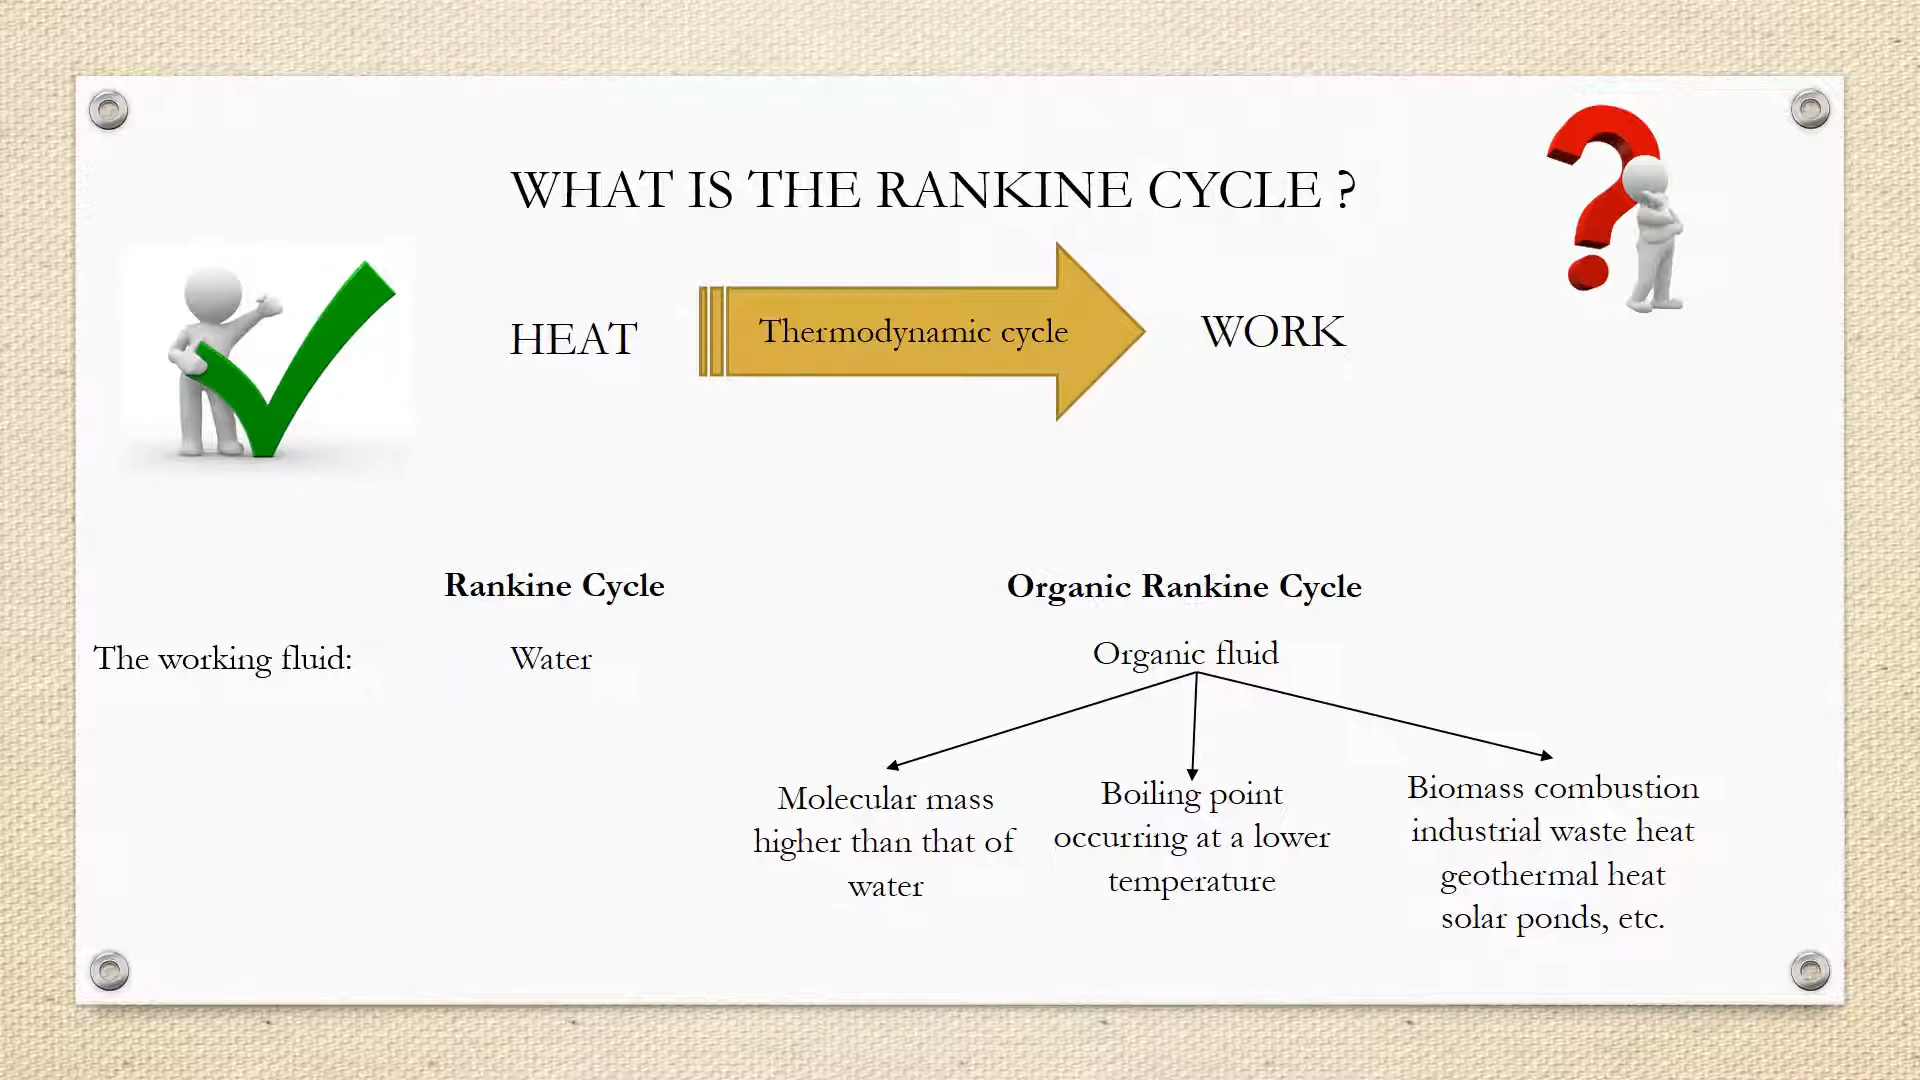 WHAT IS THE RANKINE CYCLE ?
HEAT
Thermodynamic cycle
WORK
Rankine Cycle
Organic Rankine Cycle
The working fluid:
Water
Organic fluid
Molecular mass
higher than that of
water
Boiling point
occurring at a lower
temperature
Biomass combustion
industrial waste heat
geothermal heat
solar ponds, etc.